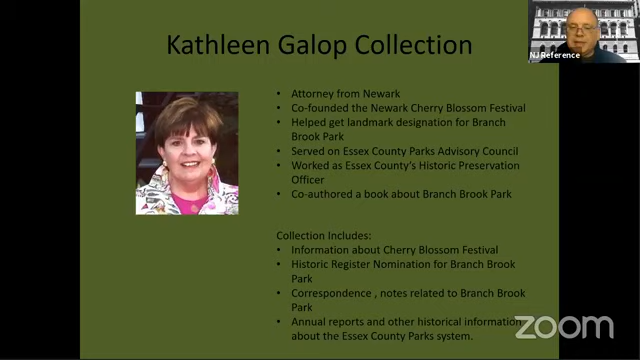 Kathleen Galop Collection
NJ Reference
• Attorney from Newark
• Co-founded the Newark Cherry Blossom Festival
• Helped get landmark designation for Branch
Brook Park
• Served on Essex County Parks Advisory Council
• Worked as Essex County's Historic Preservation
Officer
• Co-authored a book about Branch Brook Park
Collection Includes:
• Information about Cherry Blossom Festival
• Historic Register Nomination for Branch Brook
Park
• Correspondence , notes related to Branch Brook
Park
• Annual reports and other historical information
about the Essex County Parks system.
zoom